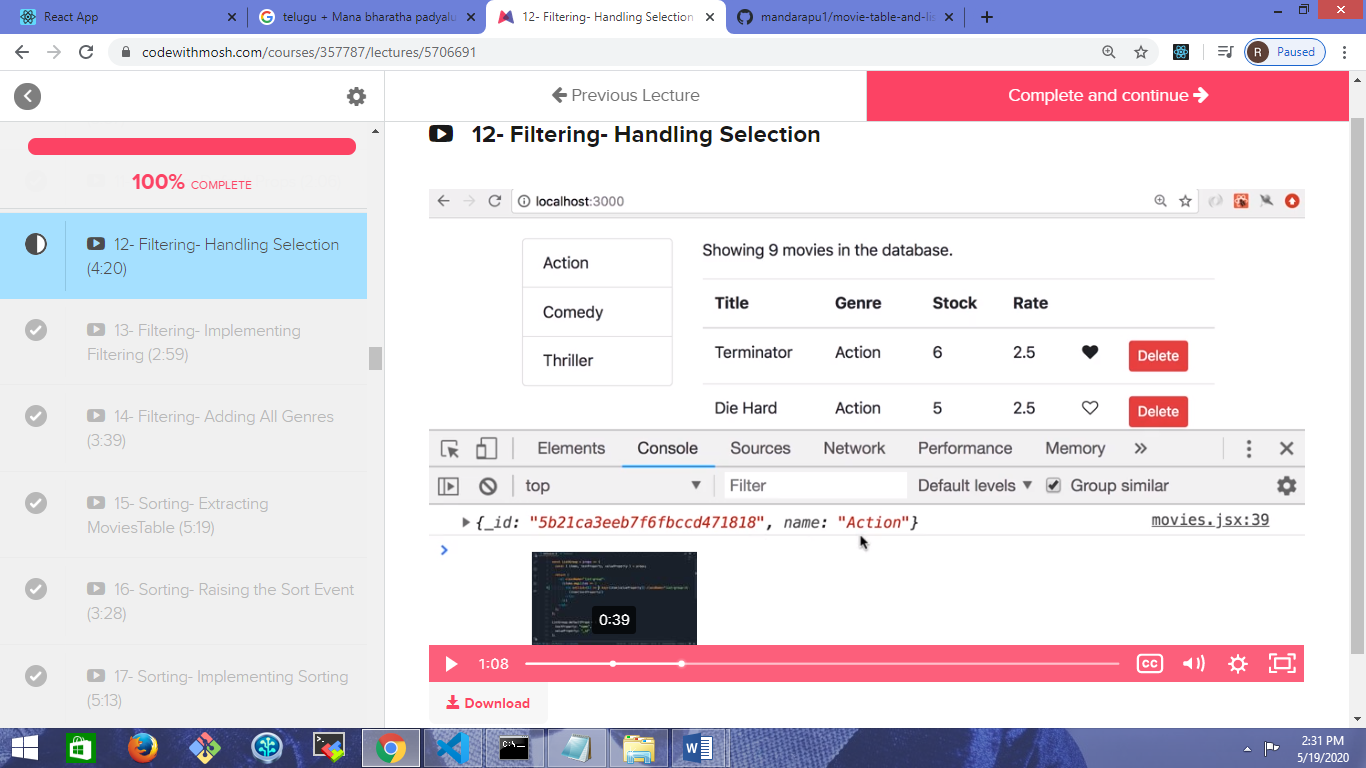 React App
telugu + Mana bharatha padyalu
12- Filtering- Handling Selection
mandarapu1/movie-table-and-lis
codewithmosh.com/courses/357787/lectures/5706691
R Paused
Previous Lecture
Complete and continue
100% COMPLETE
12- Filtering- Handling Selection
(4:20)
13- Filtering- Implementing
Filtering (2:59)
14- Filtering- Adding All Genres
(3:39)
15- Sorting- Extracting
MoviesTable (5:19)
16- Sorting- Raising the Sort Event
(3:28)
17- Sorting- Implementing Sorting
(5:13)
12- Filtering- Handling Selection
localhost:3000
Action
Comedy
Thriller
Showing 9 movies in the database.
Title Genre Stock Rate
Terminator Action 6 2.5 Delete
Die Hard Action 5 2.5 Delete
Elements Console Sources Network Performance Memory
top Filter Default levels Group similar
{_id: "5b21ca3eeb7f6fbccd471818", name: "Action"} movies.jsx:39
0:39
1:08 CC
Download
2:31 PM
5/19/2020